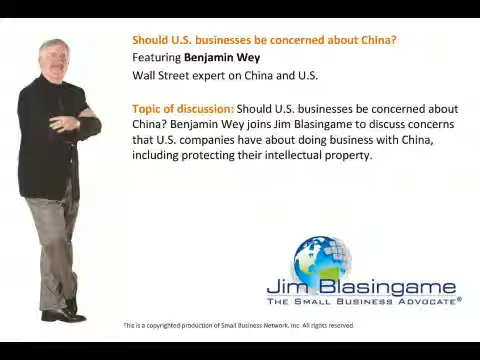 Should U.S. businesses be concerned about China?
Featuring Benjamin Wey
Wall Street expert on China and U.S.
Topic of discussion: Should U.S. businesses be concerned about
China? Benjamin Wey joins Jim Blasingame to discuss concerns
that U.S. companies have about doing business with China,
including protecting their intellectual property.
Jim Blasingame
THE SMALL BUSINESS ADVOCATE®
This is a copyrighted production of Small Business Network, Inc. All rights reserved.